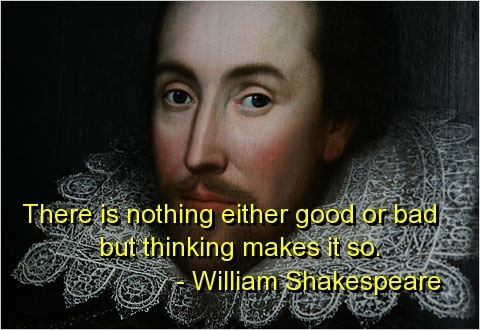 There is nothing either good or bad
but thinking makes it so.
- William Shakespeare